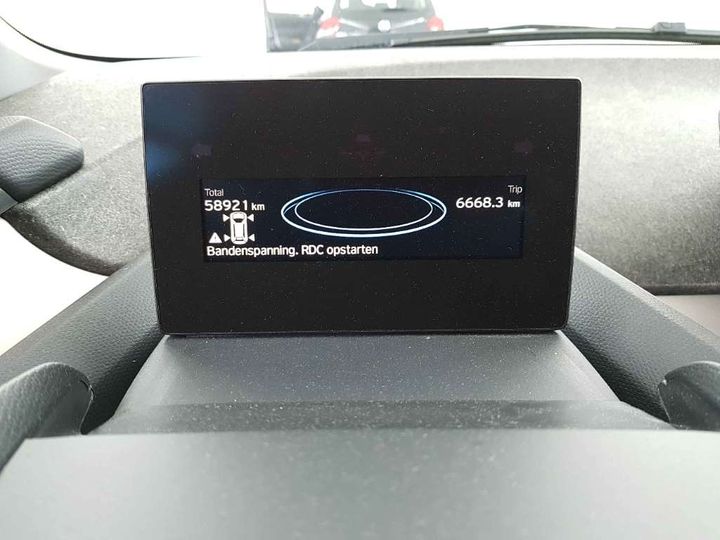 Total
58921 km
Trip
6668.3 km
Bandenspanning. RDC opstarten